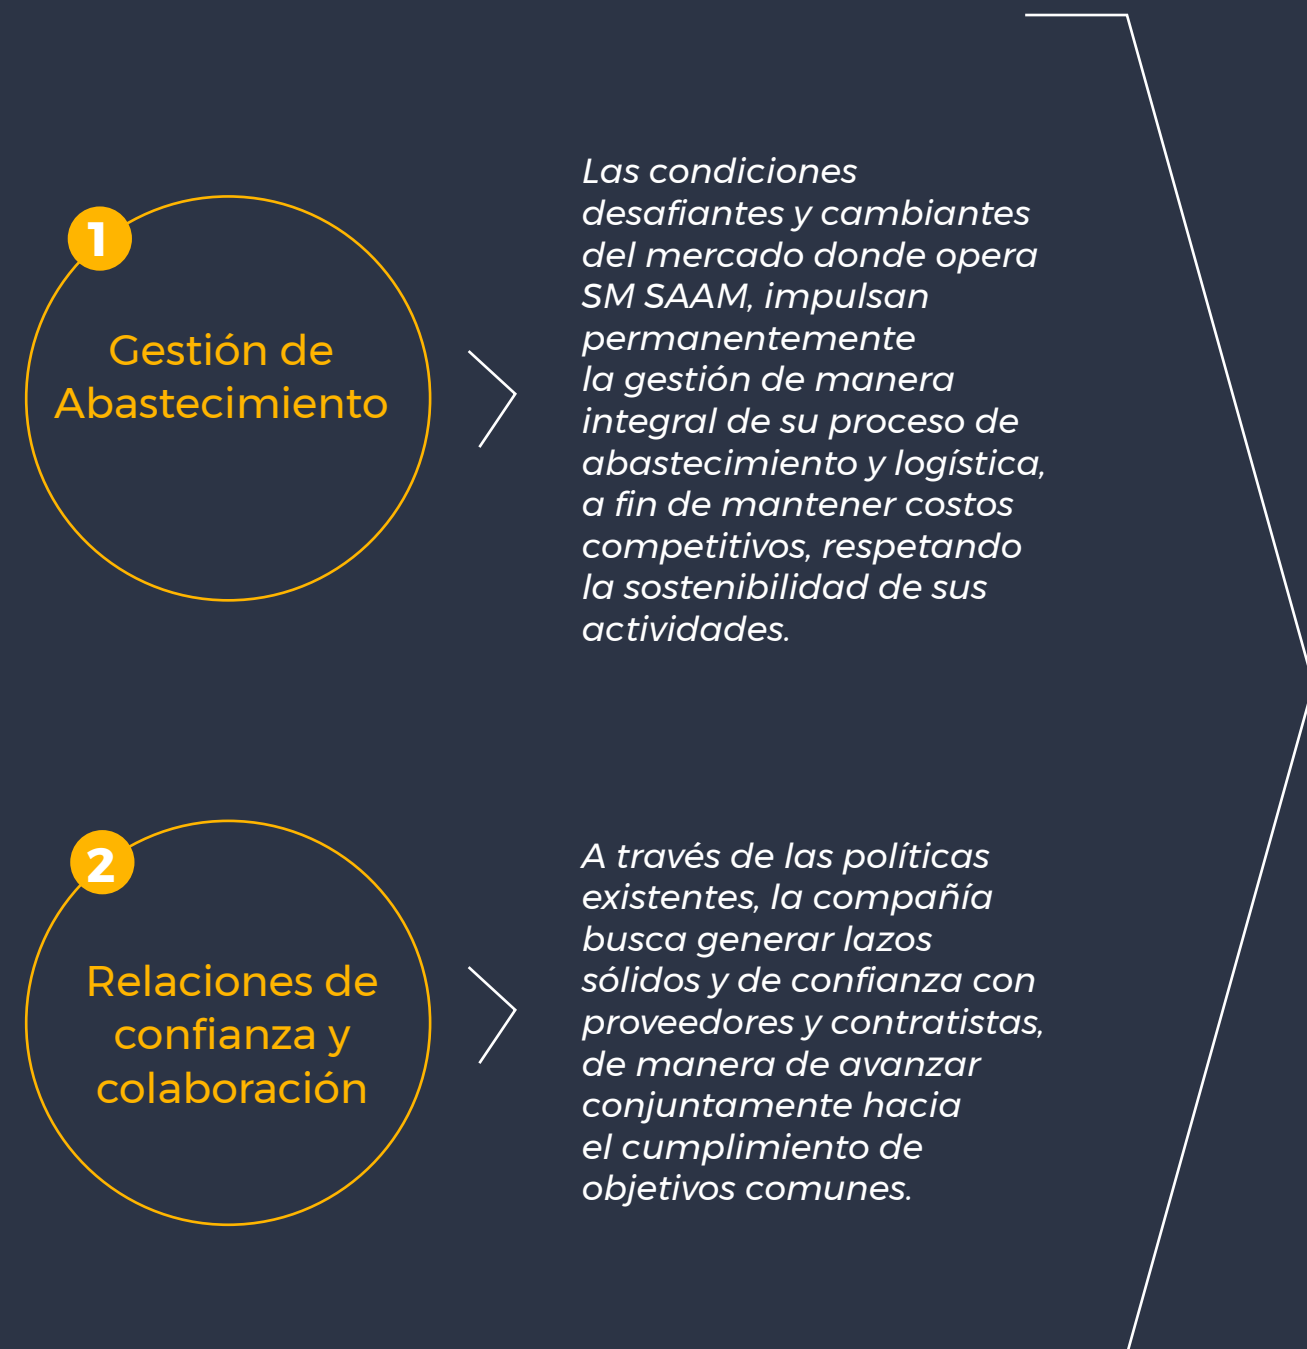 1
Gestión de
Abastecimiento
Las condiciones
desafiantes y cambiantes
del mercado donde opera
SM SAAM, impulsan
permanentemente
la gestión de manera
integral de su proceso de
abastecimiento y logística,
a fin de mantener costos
competitivos, respetando
la sostenibilidad de sus
actividades.
2
Relaciones de
confianza y
colaboración
A través de las políticas
existentes, la compañía
busca generar lazos
sólidos y de confianza con
proveedores y contratistas,
de manera de avanzar
conjuntamente hacia
el cumplimiento de
objetivos comunes.